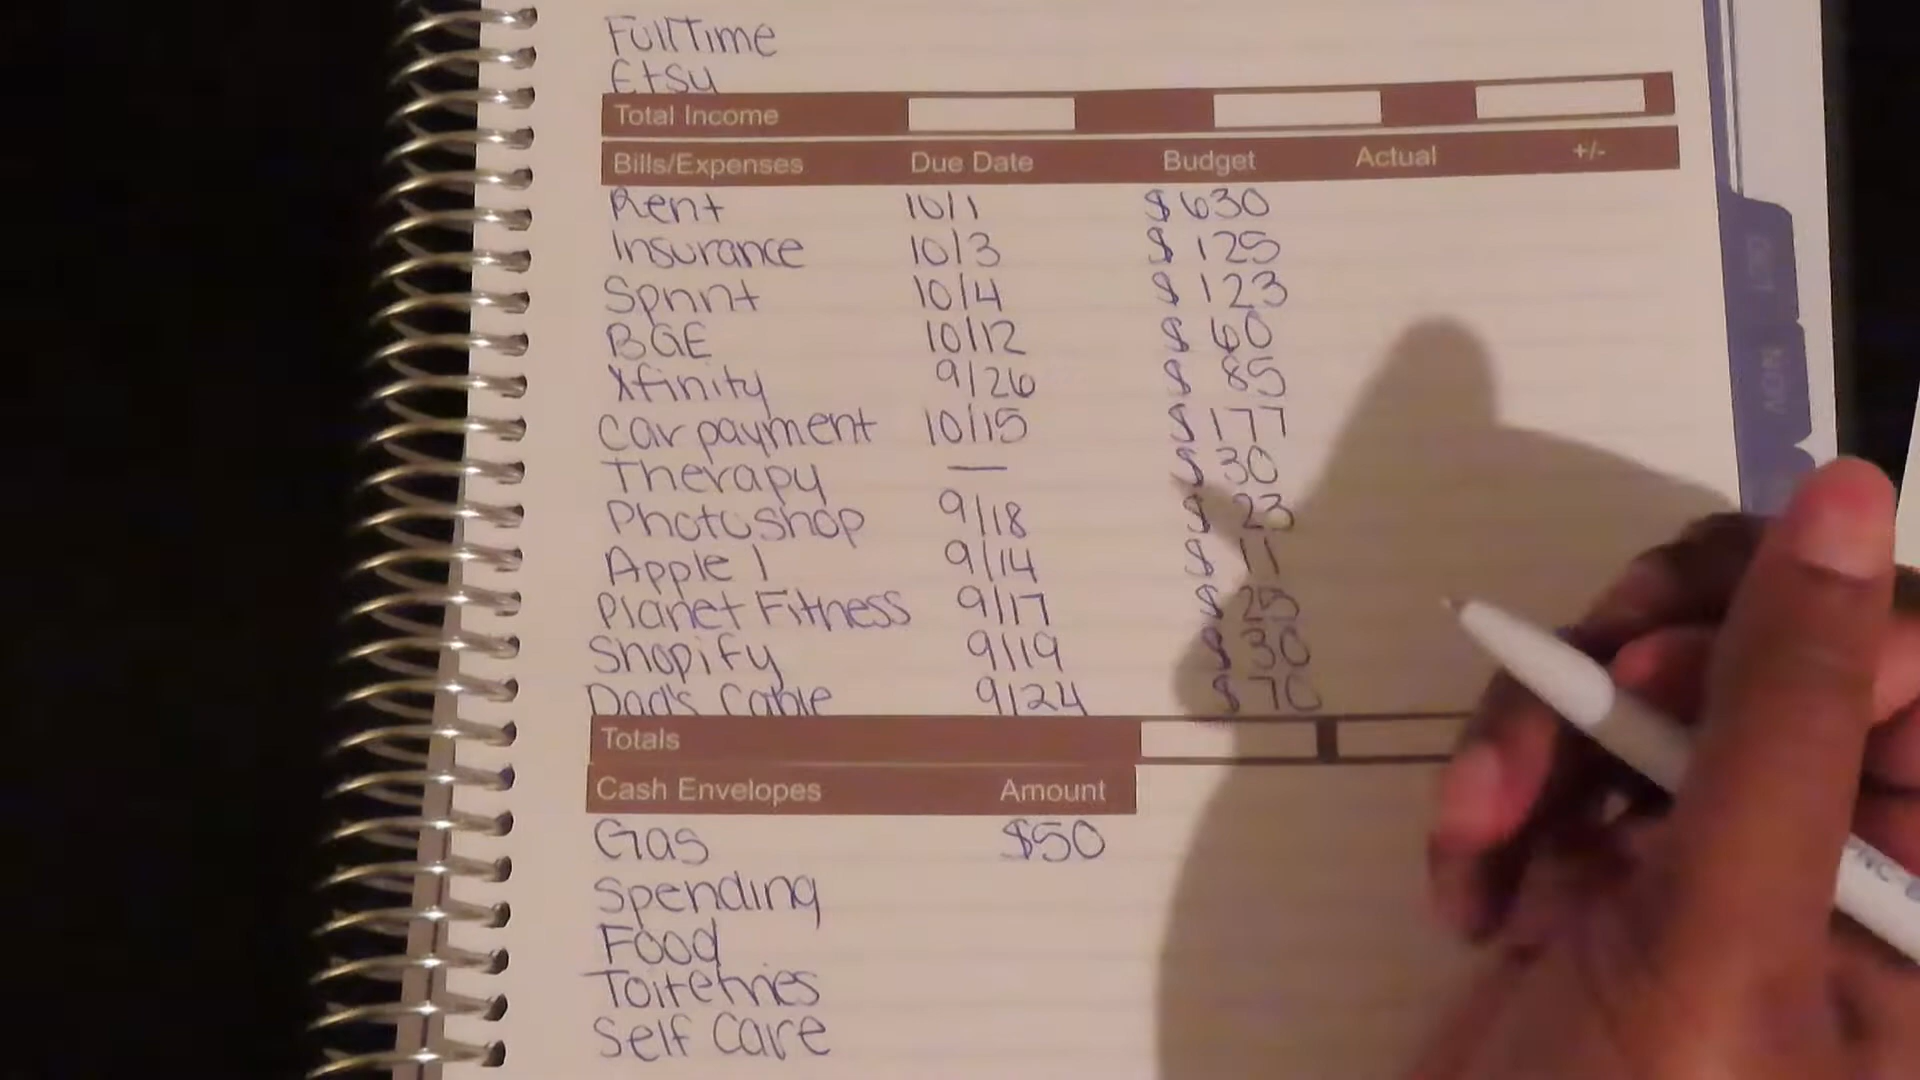 FullTime
Etsy
Total Income
Bills/Expenses Due Date Budget Actual +/-
Rent 10/1 $630
Insurance 10/3 $ 125
Sprint 10/4 $ 123
BGE 10/12 $ 60
Xfinity 9/26 $ 85
Car payment 10/15 $ 177
Therapy — $ 30
Photoshop 9/18 $ 23
Apple 1 9/14 $ 11
Planet Fitness 9/17 $ 25
Shopify 9/19 $ 30
Dad's Cable 9/24 $ 70
Totals
Cash Envelopes Amount
Gas $50
Spending
Food
Toiletries
Self Care
OCT
NOV